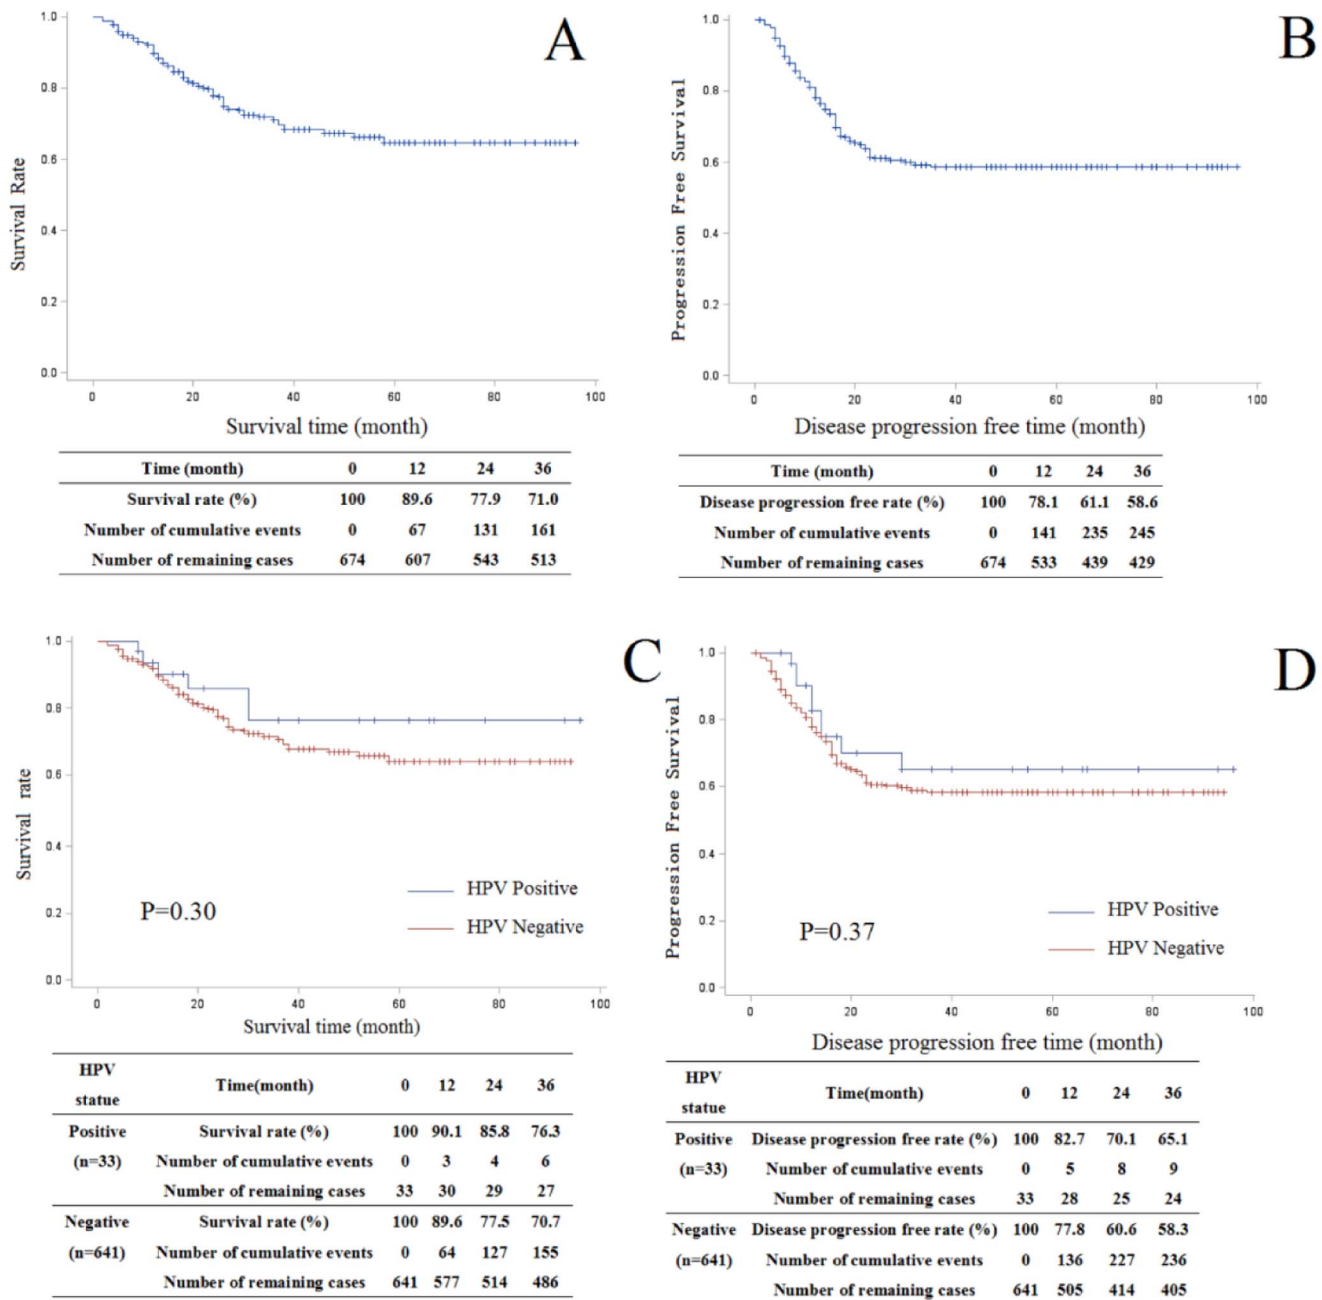 A
1.0
0.8
0.6
0.4
0.2
0.0
Survival Rate
0 20 40 60 80 100
Survival time (month)
Time (month) 0 12 24 36
Survival rate (%) 100 89.6 77.9 71.0
Number of cumulative events 0 67 131 161
Number of remaining cases 674 607 543 513
B
1.0
0.8
0.6
0.4
0.2
0.0
Progression Free Survival
0 20 40 60 80 100
Disease progression free time (month)
Time (month) 0 12 24 36
Disease progression free rate (%) 100 78.1 61.1 58.6
Number of cumulative events 0 141 235 245
Number of remaining cases 674 533 439 429
C
1.0
0.8
0.6
0.4
0.2
0.0
Survival rate
HPV Positive
HPV Negative
P=0.30
0 20 40 60 80 100
Survival time (month)
HPV
statue Time(month) 0 12 24 36
Positive Survival rate (%) 100 90.1 85.8 76.3
(n=33) Number of cumulative events 0 3 4 6
Number of remaining cases 33 30 29 27
Negative Survival rate (%) 100 89.6 77.5 70.7
(n=641) Number of cumulative events 0 64 127 155
Number of remaining cases 641 577 514 486
D
1.0
0.8
0.6
0.4
0.2
0.0
Progression Free Survival
HPV Positive
HPV Negative
P=0.37
0 20 40 60 80 100
Disease progression free time (month)
HPV
statue Time(month) 0 12 24 36
Positive Disease progression free rate (%) 100 82.7 70.1 65.1
(n=33) Number of cumulative events 0 5 8 9
Number of remaining cases 33 28 25 24
Negative Disease progression free rate (%) 100 77.8 60.6 58.3
(n=641) Number of cumulative events 0 136 227 236
Number of remaining cases 641 505 414 405